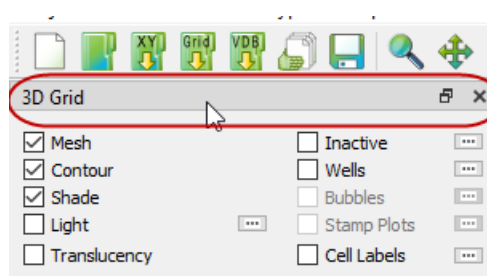 XY Grid VDB
3D Grid
Mesh Inactive
Contour Wells
Shade Bubbles
Light Stamp Plots
Translucency Cell Labels